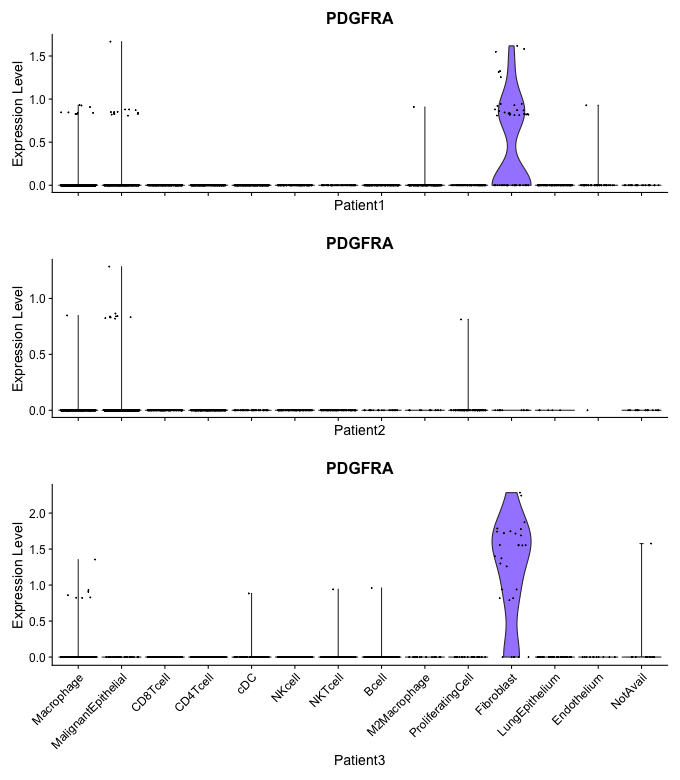 PDGFRA
Expression Level
1.5
1.0
0.5
0.0
Patient1
PDGFRA
Expression Level
1.0
0.5
0.0
Patient2
PDGFRA
Expression Level
2.0
1.5
1.0
0.5
0.0
Macrophage
MalignantEpithelial
CD8Tcell
CD4Tcell
cDC
NKcell
NKTcell
Bcell
M2Macrophage
ProliferatingCell
Fibroblast
LungEpithelium
Endothelium
NotAvail
Patient3